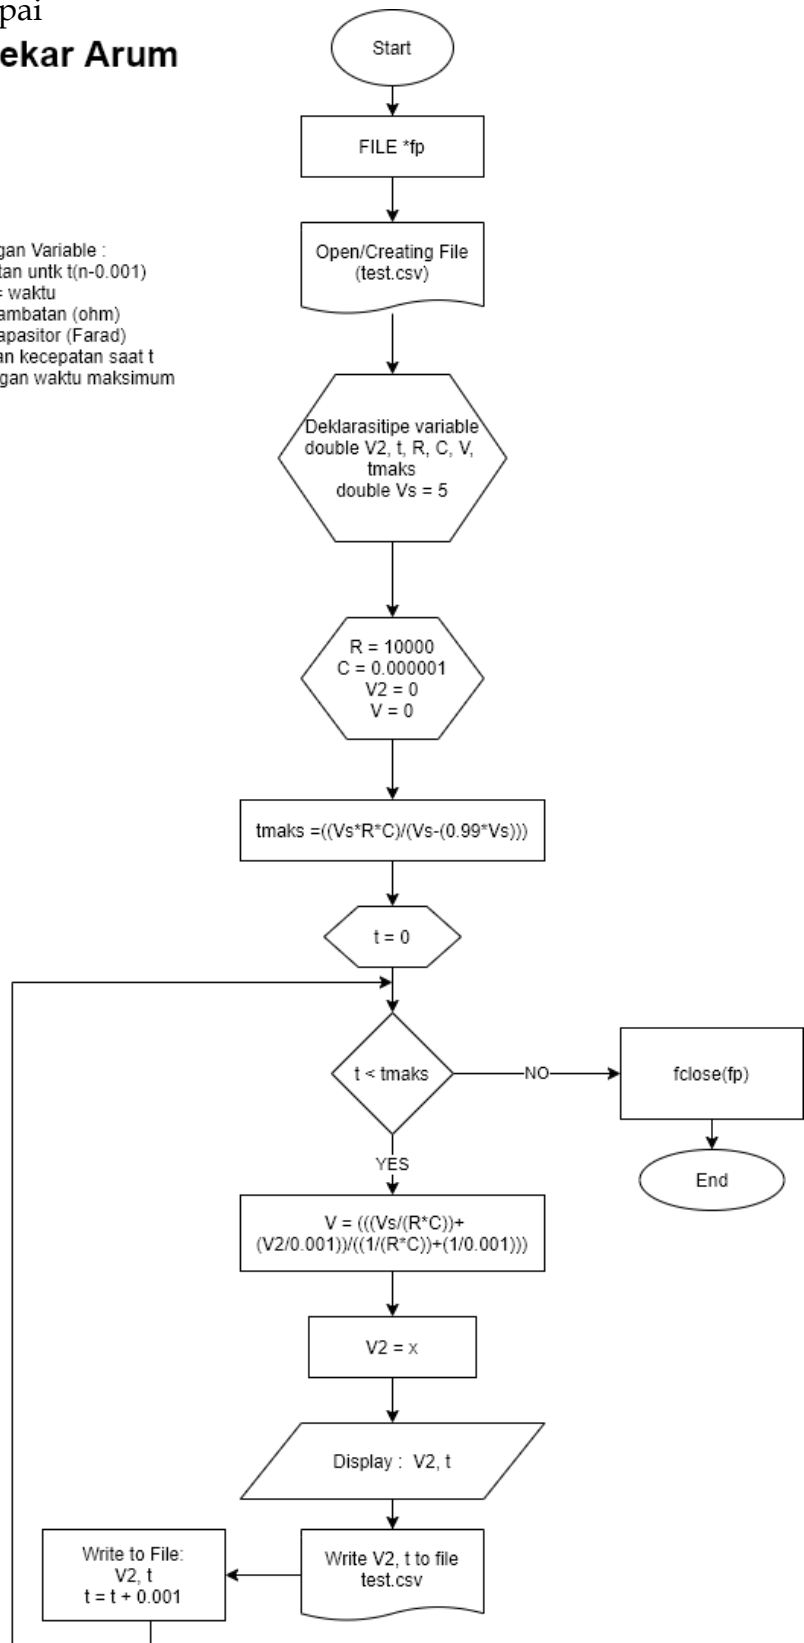 pai
ekar Arum
Start
FILE *fp
Open/Creating File
(test.csv)
gan Variable :
tan untk t(n-0.001)
= waktu
ambatan (ohm)
apasitor (Farad)
an kecepatan saat t
gan waktu maksimum
Deklarasitipe variable
double V2, t, R, C, V,
tmaks
double Vs = 5
R = 10000
C = 0.000001
V2 = 0
V = 0
tmaks =((Vs*R*C)/(Vs-(0.99*Vs)))
t = 0
t < tmaks
NO
fclose(fp)
End
YES
V = (((Vs/(R*C))+
(V2/0.001))/((1/(R*C))+(1/0.001)))
V2 = x
Display : V2, t
Write V2, t to file
test.csv
Write to File:
V2, t
t = t + 0.001